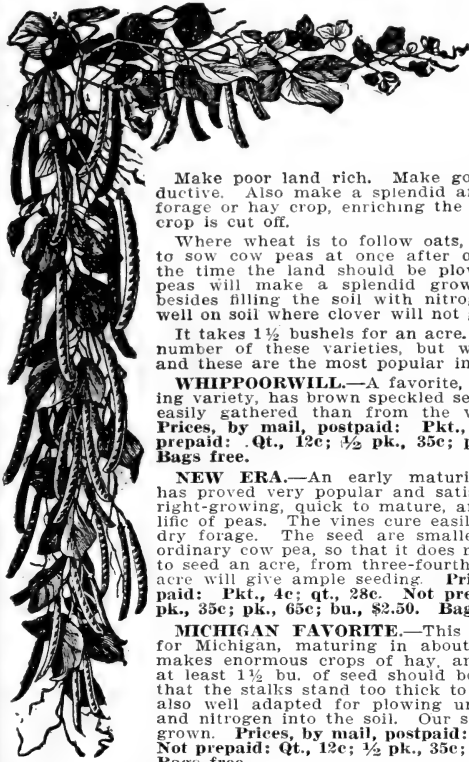 Make poor land rich. Make go
ductive. Also make a splendid a
forage or hay crop, enriching the
crop is cut off.
Where wheat is to follow oats,
to sow cow peas at once after o
the time the land should be plo
peas will make a splendid grow
besides filling the soil with nitro
well on soil where clover will not
It takes 1½ bushels for an acre.
number of these varieties, but w
and these are the most popular in
WHIPPOORWILL.—A favorite,
ing variety, has brown speckled se
easily gathered than from the v
Prices, by mail, postpaid: Pkt.,
prepaid: Qt., 12c; ½ pk., 35c; p
Bags free.
NEW ERA.—An early maturi
has proved very popular and sati
right-growing, quick to mature, a
lific of peas. The vines cure easil
dry forage. The seed are smalle
ordinary cow pea, so that it does n
to seed an acre, from three-fourth
acre will give ample seeding. Pri
paid: Pkt., 4c; qt., 28c. Not pre
pk., 35c; pk., 65c; bu., $2.50. Bag
MICHIGAN FAVORITE.—This
for Michigan, maturing in about
makes enormous crops of hay, an
at least 1½ bu. of seed should be
that the stalks stand too thick to
also well adapted for plowing un
and nitrogen into the soil. Our s
grown. Prices, by mail, postpaid:
Not prepaid: Qt., 12c; ½ pk., 35c;
Bags free.